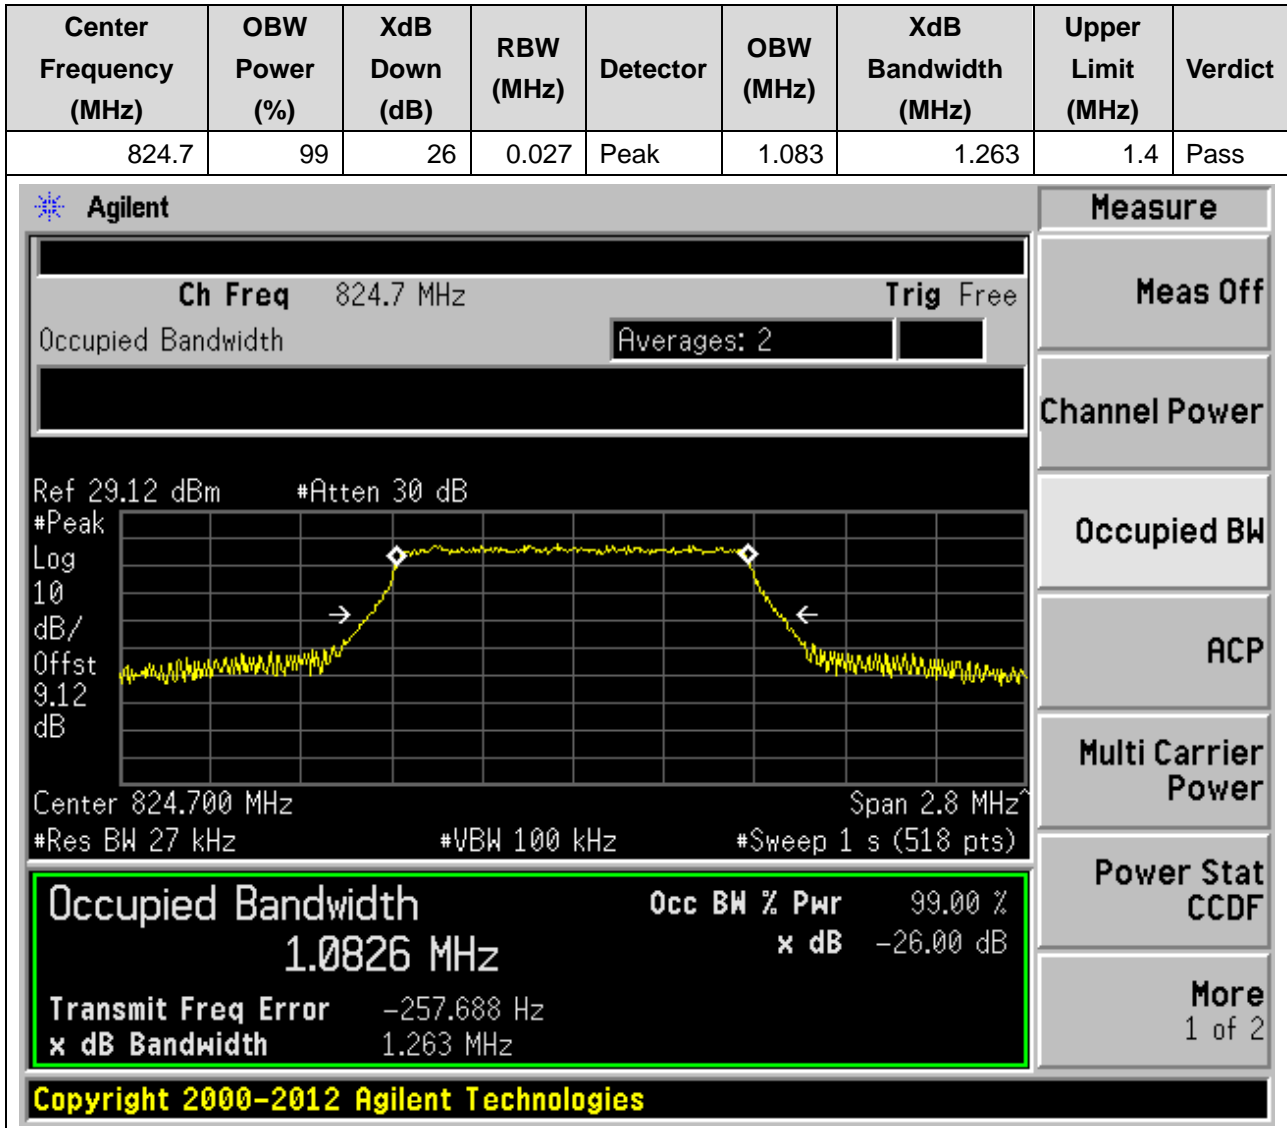 Center Frequency (MHz) OBW Power (%) XdB Down (dB) RBW (MHz) Detector OBW (MHz) XdB Bandwidth (MHz) Upper Limit (MHz) Verdict
824.7 99 26 0.027 Peak 1.083 1.263 1.4 Pass
Agilent
Measure
Ch Freq 824.7 MHz Trig Free
Occupied Bandwidth Averages: 2
Meas Off
Channel Power
Occupied BW
ACP
Multi Carrier
Power
Power Stat
CCDF
More
1 of 2
Ref 29.12 dBm #Atten 30 dB
#Peak
Log
10
dB/
Offst
9.12
dB
Center 824.700 MHz Span 2.8 MHz^
#Res BW 27 kHz #VBW 100 kHz #Sweep 1 s (518 pts)
Occupied Bandwidth Occ BW % Pwr 99.00 %
1.0826 MHz x dB -26.00 dB
Transmit Freq Error -257.688 Hz
x dB Bandwidth 1.263 MHz
Copyright 2000-2012 Agilent Technologies